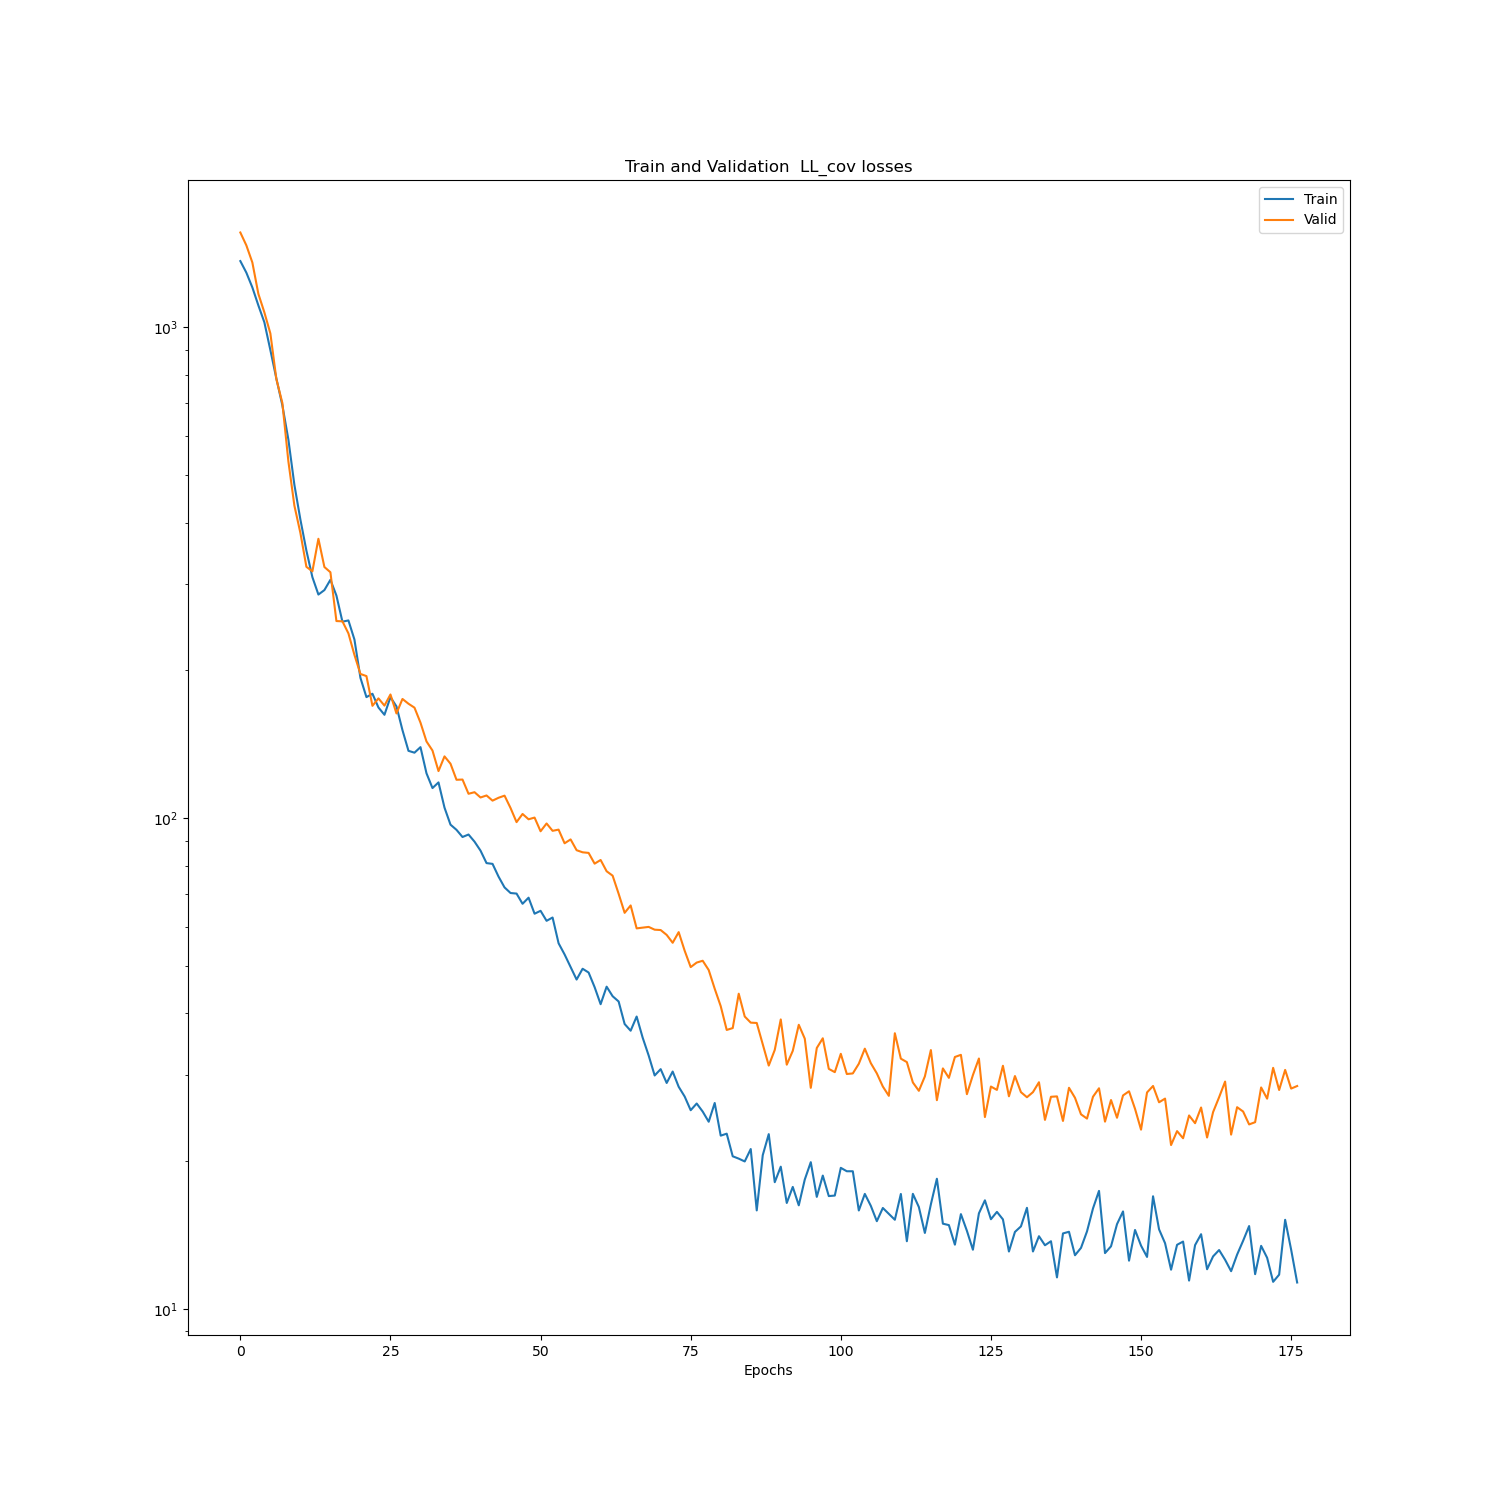 Train and Validation  LL_cov losses
Train
Valid
10³
10²
10¹
0 25 50 75 100 125 150 175
Epochs